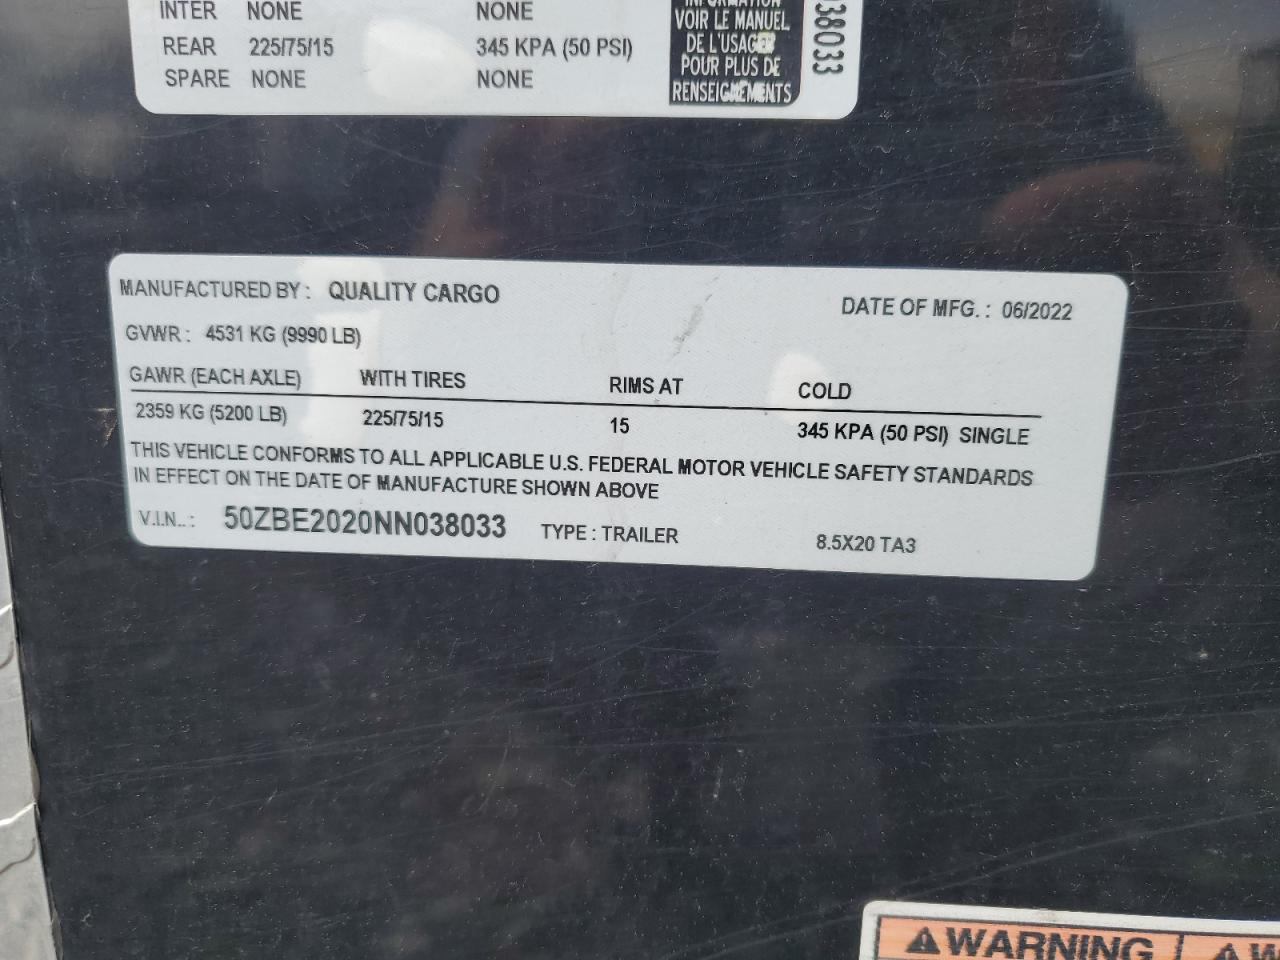 INTER NONE NONE
REAR 225/75/15 345 KPA (50 PSI)
SPARE NONE NONE
INFORMATION
VOIR LE MANUEL
DE L'USAGER
POUR PLUS DE
RENSEIGNEMENTS
38033
MANUFACTURED BY : QUALITY CARGO
DATE OF MFG. : 06/2022
GVWR : 4531 KG (9990 LB)
GAWR (EACH AXLE) WITH TIRES RIMS AT COLD
2359 KG (5200 LB) 225/75/15 15 345 KPA (50 PSI) SINGLE
THIS VEHICLE CONFORMS TO ALL APPLICABLE U.S. FEDERAL MOTOR VEHICLE SAFETY STANDARDS
IN EFFECT ON THE DATE OF MANUFACTURE SHOWN ABOVE
V.I.N.. : 50ZBE2020NN038033 TYPE : TRAILER 8.5X20 TA3
WARNING